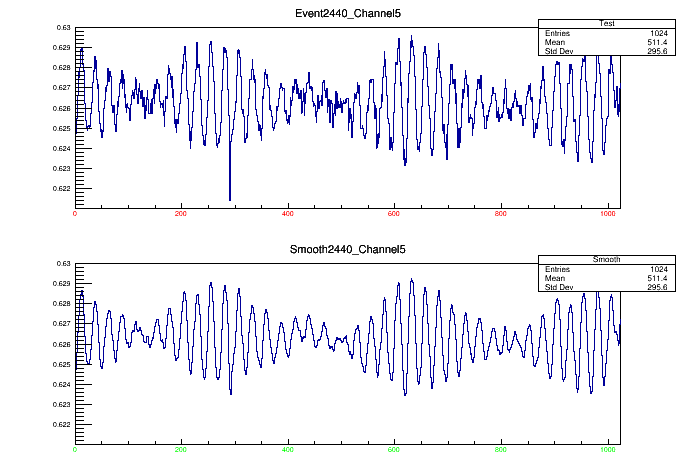 Event2440_Channel5
Test
Entries 1024
Mean 511.4
Std Dev 295.6
0.63
0.629
0.628
0.627
0.626
0.625
0.624
0.623
0.622
0 200 400 600 800 1000
Smooth2440_Channel5
Smooth
Entries 1024
Mean 511.4
Std Dev 295.6
0.63
0.629
0.628
0.627
0.626
0.625
0.624
0.623
0.622
0 200 400 600 800 1000